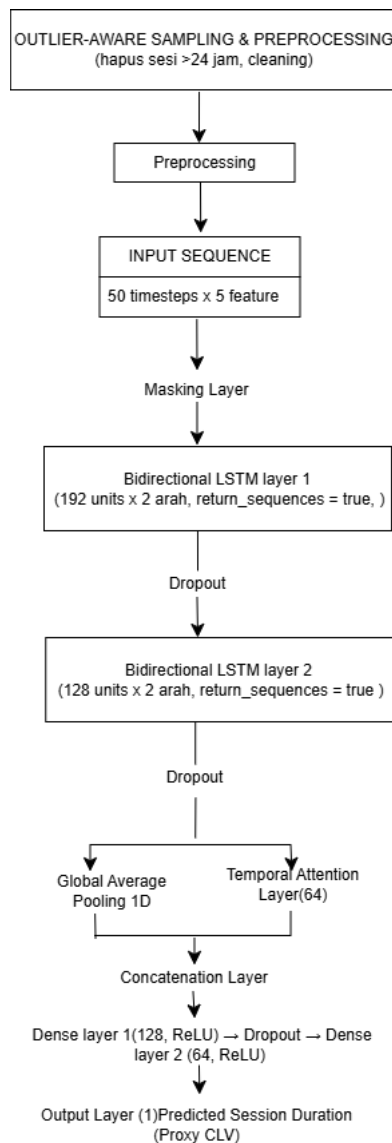 OUTLIER-AWARE SAMPLING & PREPROCESSING
(hapus sesi >24 jam, cleaning)
Preprocessing
INPUT SEQUENCE
50 timesteps x 5 feature
Masking Layer
Bidirectional LSTM layer 1
(192 units x 2 arah, return_sequences = true, )
Dropout
Bidirectional LSTM layer 2
(128 units x 2 arah, return_sequences = true )
Dropout
Global Average
Pooling 1D
Temporal Attention
Layer(64)
Concatenation Layer
Dense layer 1(128, ReLU) → Dropout → Dense
layer 2 (64, ReLU)
Output Layer (1)Predicted Session Duration
(Proxy CLV)